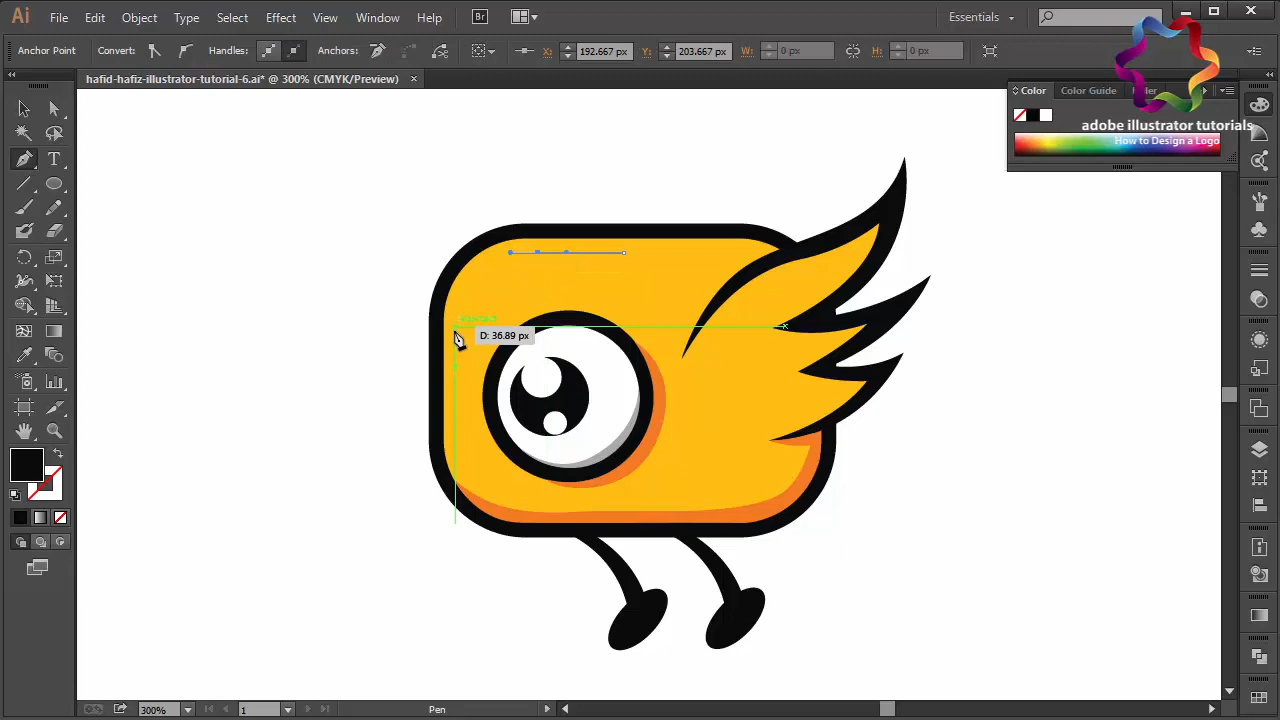 Ai File Edit Object Type Select Effect View Window Help Br Essentials
Anchor Point Convert: Handles: Anchors: X: 192.667 px Y: 203.667 px W: 0 px H: 0 px
hafid-hafiz-illustrator-tutorial-6.ai* @ 300% (CMYK/Preview)
Color Color Guide
adobe illustrator tutorials
How to Design a Logo
D: 36.89 px
300% 1 Pen